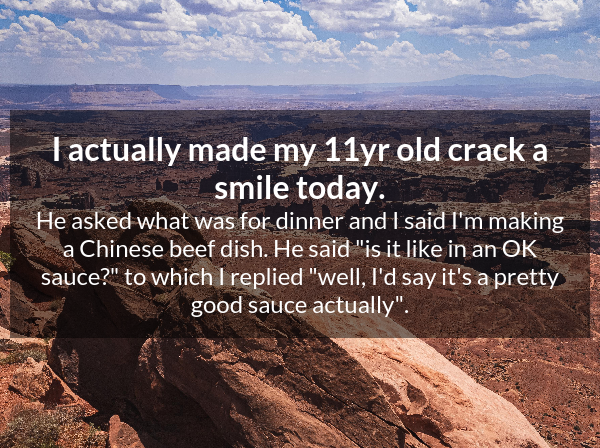 I actually made my 11yr old crack a
smile today.
He asked what was for dinner and I said I'm making
a Chinese beef dish. He said "is it like in an OK
sauce?" to which I replied "well, I'd say it's a pretty
good sauce actually".